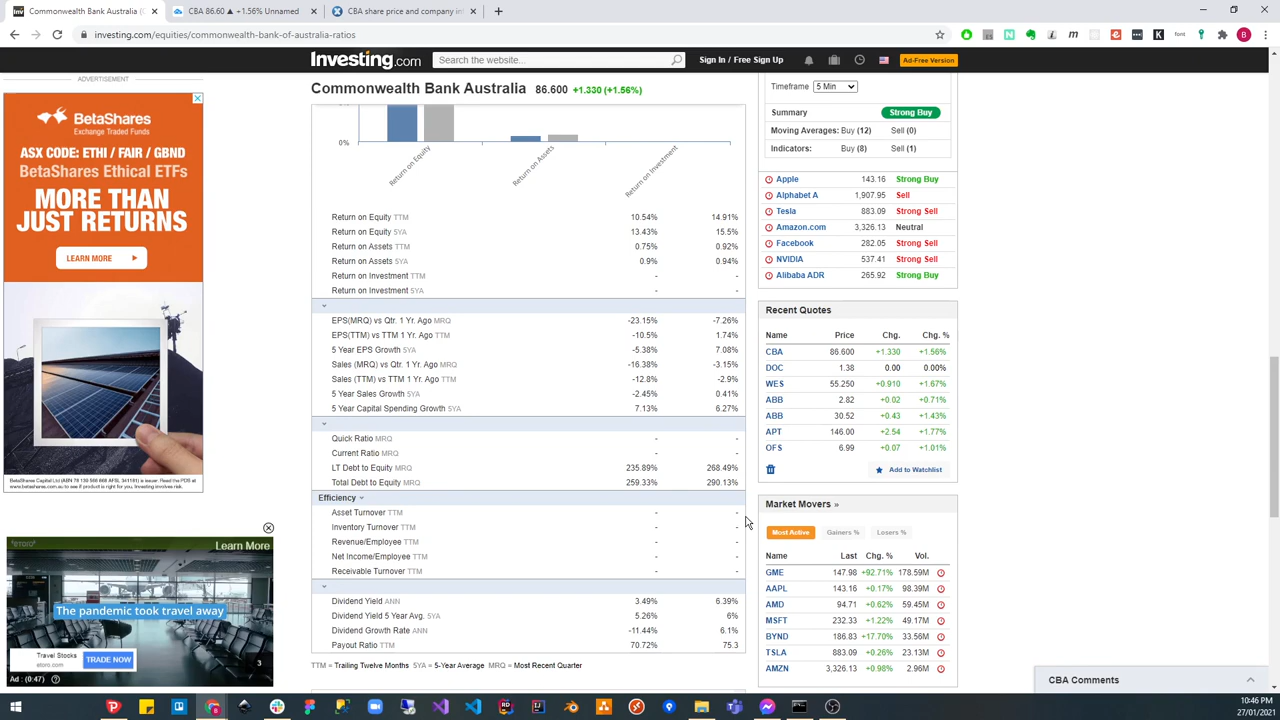 Commonwealth Bank Australia (
CBA 86.60 ▲ +1.56% Unnamed
CBA share price and company in
investing.com/equities/commonwealth-bank-of-australia-ratios
Investing.com
Search the website...
Sign In / Free Sign Up
Ad-Free Version
ADVERTISEMENT
BetaShares
Exchange Traded Funds
ASX CODE: ETHI / FAIR / GBND
BetaShares Ethical ETFs
MORE THAN
JUST RETURNS
LEARN MORE
Commonwealth Bank Australia 86.600 +1.330 (+1.56%)
0% 0%
Return on Equity
Return on Assets
Return on Investment
Return on Equity TTM 10.54% 14.91%
Return on Equity 5YA 13.43% 15.5%
Return on Assets TTM 0.75% 0.92%
Return on Assets 5YA 0.9% 0.94%
Return on Investment TTM - -
Return on Investment 5YA - -
EPS(MRQ) vs Qtr. 1 Yr. Ago MRQ -23.15% -7.26%
EPS(TTM) vs TTM 1 Yr. Ago TTM -10.5% 1.74%
5 Year EPS Growth 5YA -5.38% 7.08%
Sales (MRQ) vs Qtr. 1 Yr. Ago MRQ -16.38% -3.15%
Sales (TTM) vs TTM 1 Yr. Ago TTM -12.8% -2.9%
5 Year Sales Growth 5YA -2.45% 0.41%
5 Year Capital Spending Growth 5YA 7.13% 6.27%
Quick Ratio MRQ - -
Current Ratio MRQ - -
LT Debt to Equity MRQ 235.89% 268.49%
Total Debt to Equity MRQ 259.33% 290.13%
Efficiency
Asset Turnover TTM - -
Inventory Turnover TTM - -
Revenue/Employee TTM - -
Net Income/Employee TTM - -
Receivable Turnover TTM - -
Dividend Yield ANN 3.49% 6.39%
Dividend Yield 5 Year Avg. 5YA 5.26% 6%
Dividend Growth Rate ANN -11.44% 6.1%
Payout Ratio TTM 70.72% 75.3
TTM = Trailing Twelve Months 5YA = 5-Year Average MRQ = Most Recent Quarter
Timeframe 5 Min
Summary Strong Buy
Moving Averages: Buy (12) Sell (0)
Indicators: Buy (8) Sell (1)
Apple 143.16 Strong Buy
Alphabet A 1,907.95 Sell
Tesla 883.09 Strong Sell
Amazon.com 3,326.13 Neutral
Facebook 282.05 Strong Sell
NVIDIA 537.41 Strong Sell
Alibaba ADR 265.92 Strong Buy
Recent Quotes
Name Price Chg. Chg. %
CBA 86.600 +1.330 +1.56%
DOC 1.38 0.00 0.00%
WES 55.250 +0.910 +1.67%
ABB 2.82 +0.02 +0.71%
ABB 30.52 +0.43 +1.43%
APT 146.00 +2.54 +1.77%
OFS 6.99 +0.07 +1.01%
Add to Watchlist
Market Movers »
Most Active Gainers % Losers %
Name Last Chg. % Vol.
GME 147.98 +92.71% 178.59M
AAPL 143.16 +0.17% 98.39M
AMD 94.71 +0.62% 59.45M
MSFT 232.33 +1.22% 49.17M
BYND 186.83 +17.70% 33.56M
TSLA 883.09 +0.26% 23.13M
AMZN 3,326.13 +0.98% 2.96M
eToro
Learn More
The pandemic took travel away
Travel Stocks
etoro.com
TRADE NOW
3
Ad : (0:47)
CBA Comments
10:46 PM
27/01/2021